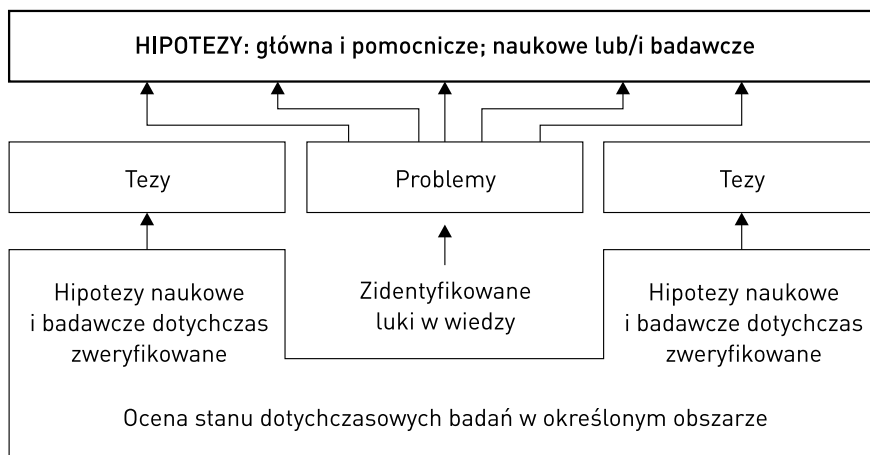 HIPOTEZY: główna i pomocnicze; naukowe lub/i badawcze
Tezy
Problemy
Tezy
Hipotezy naukowe
i badawcze dotychczas
zweryfikowane
Zidentyfikowane
luki w wiedzy
Hipotezy naukowe
i badawcze dotychczas
zweryfikowane
Ocena stanu dotychczasowych badań w określonym obszarze